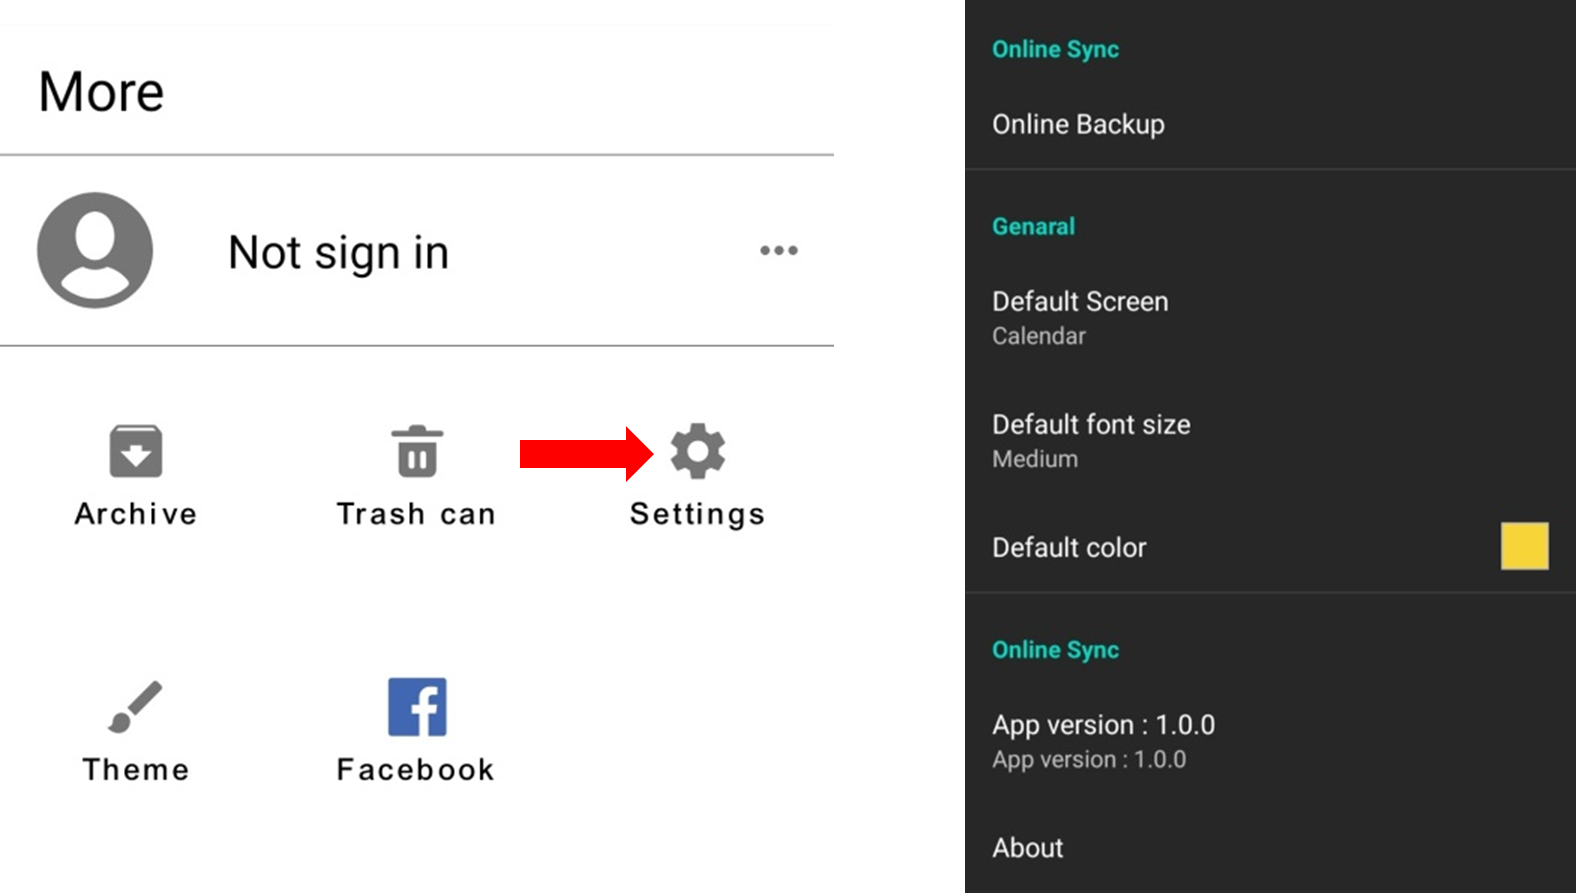 More
Not sign in
Archive
Trash can
Settings
Theme
Facebook
Online Sync
Online Backup
Genaral
Default Screen
Calendar
Default font size
Medium
Default color
Online Sync
App version : 1.0.0
App version : 1.0.0
About